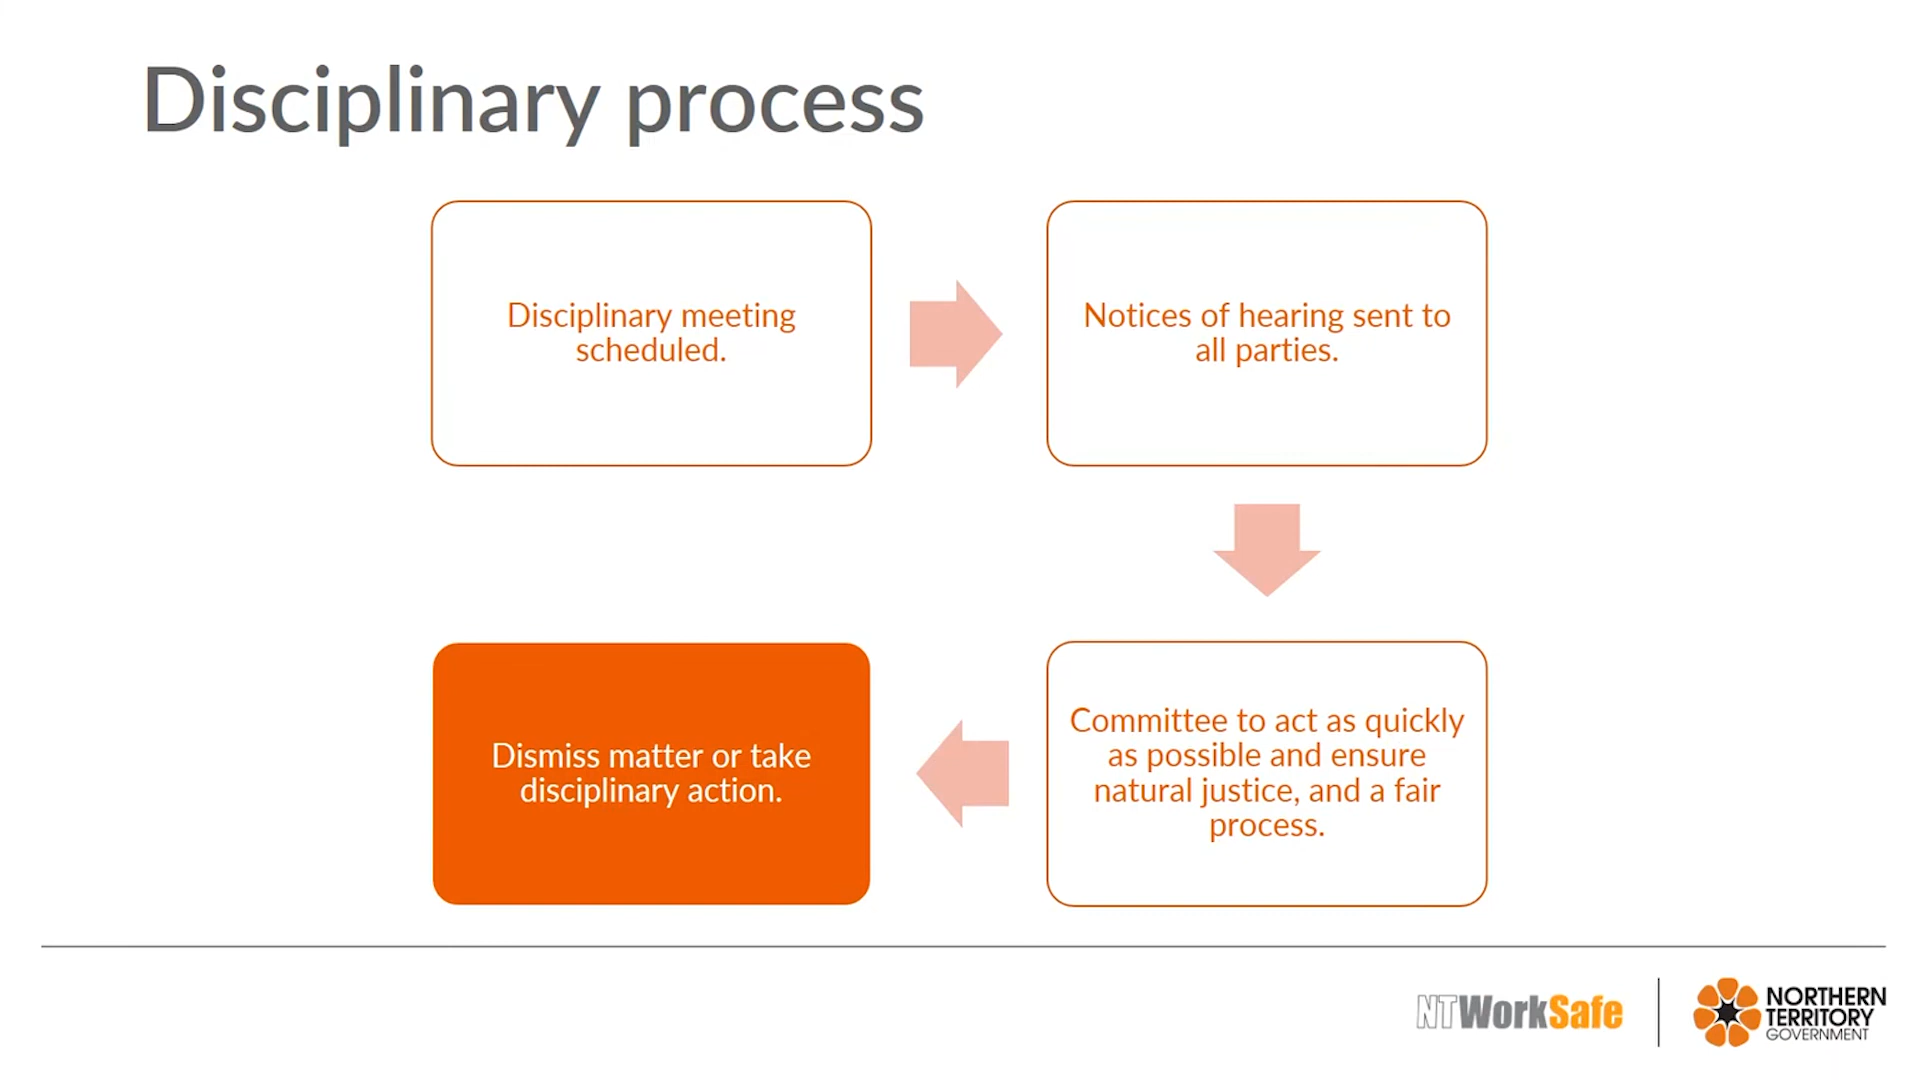 Disciplinary process
Disciplinary meeting
scheduled.
Notices of hearing sent to
all parties.
Committee to act as quickly
as possible and ensure
natural justice, and a fair
process.
Dismiss matter or take
disciplinary action.
NTWorkSafe
NORTHERN
TERRITORY
GOVERNMENT